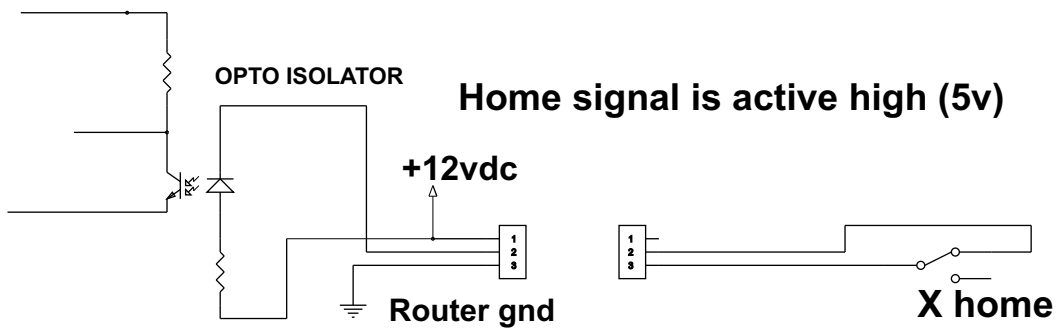 OPTO ISOLATOR
Home signal is active high (5v)
+12vdc
1
2
3
1
2
3
Router gnd
X home